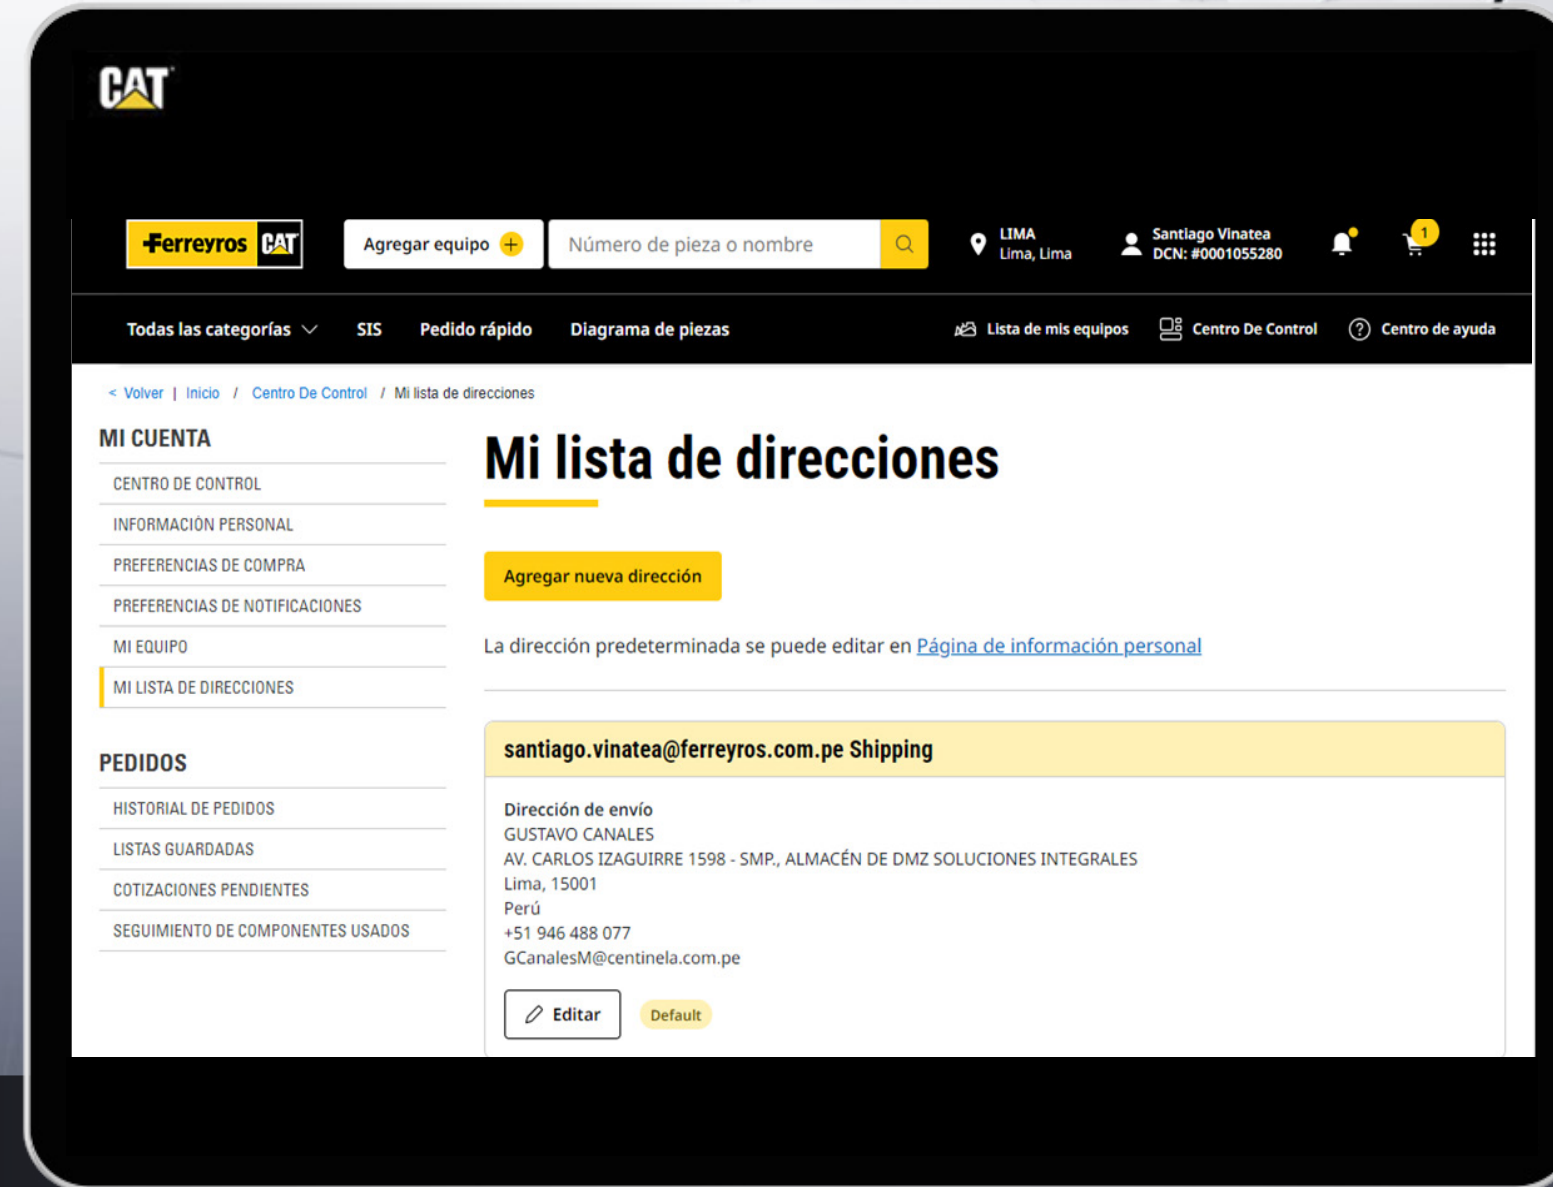 CAT
Ferreyros CAT
Agregar equipo +
Número de pieza o nombre
LIMA
Lima, Lima
Santiago Vinatea
DCN: #0001055280
1
Todas las categorías
SIS
Pedido rápido
Diagrama de piezas
Lista de mis equipos
Centro De Control
? Centro de ayuda
< Volver | Inicio / Centro De Control / Mi lista de direcciones
MI CUENTA
CENTRO DE CONTROL
INFORMACIÓN PERSONAL
PREFERENCIAS DE COMPRA
PREFERENCIAS DE NOTIFICACIONES
MI EQUIPO
MI LISTA DE DIRECCIONES
PEDIDOS
HISTORIAL DE PEDIDOS
LISTAS GUARDADAS
COTIZACIONES PENDIENTES
SEGUIMIENTO DE COMPONENTES USADOS
Mi lista de direcciones
Agregar nueva dirección
La dirección predeterminada se puede editar en Página de información personal
santiago.vinatea@ferreyros.com.pe Shipping
Dirección de envío
GUSTAVO CANALES
AV. CARLOS IZAGUIRRE 1598 - SMP., ALMACÉN DE DMZ SOLUCIONES INTEGRALES
Lima, 15001
Perú
+51 946 488 077
GCanalesM@centinela.com.pe
Editar
Default